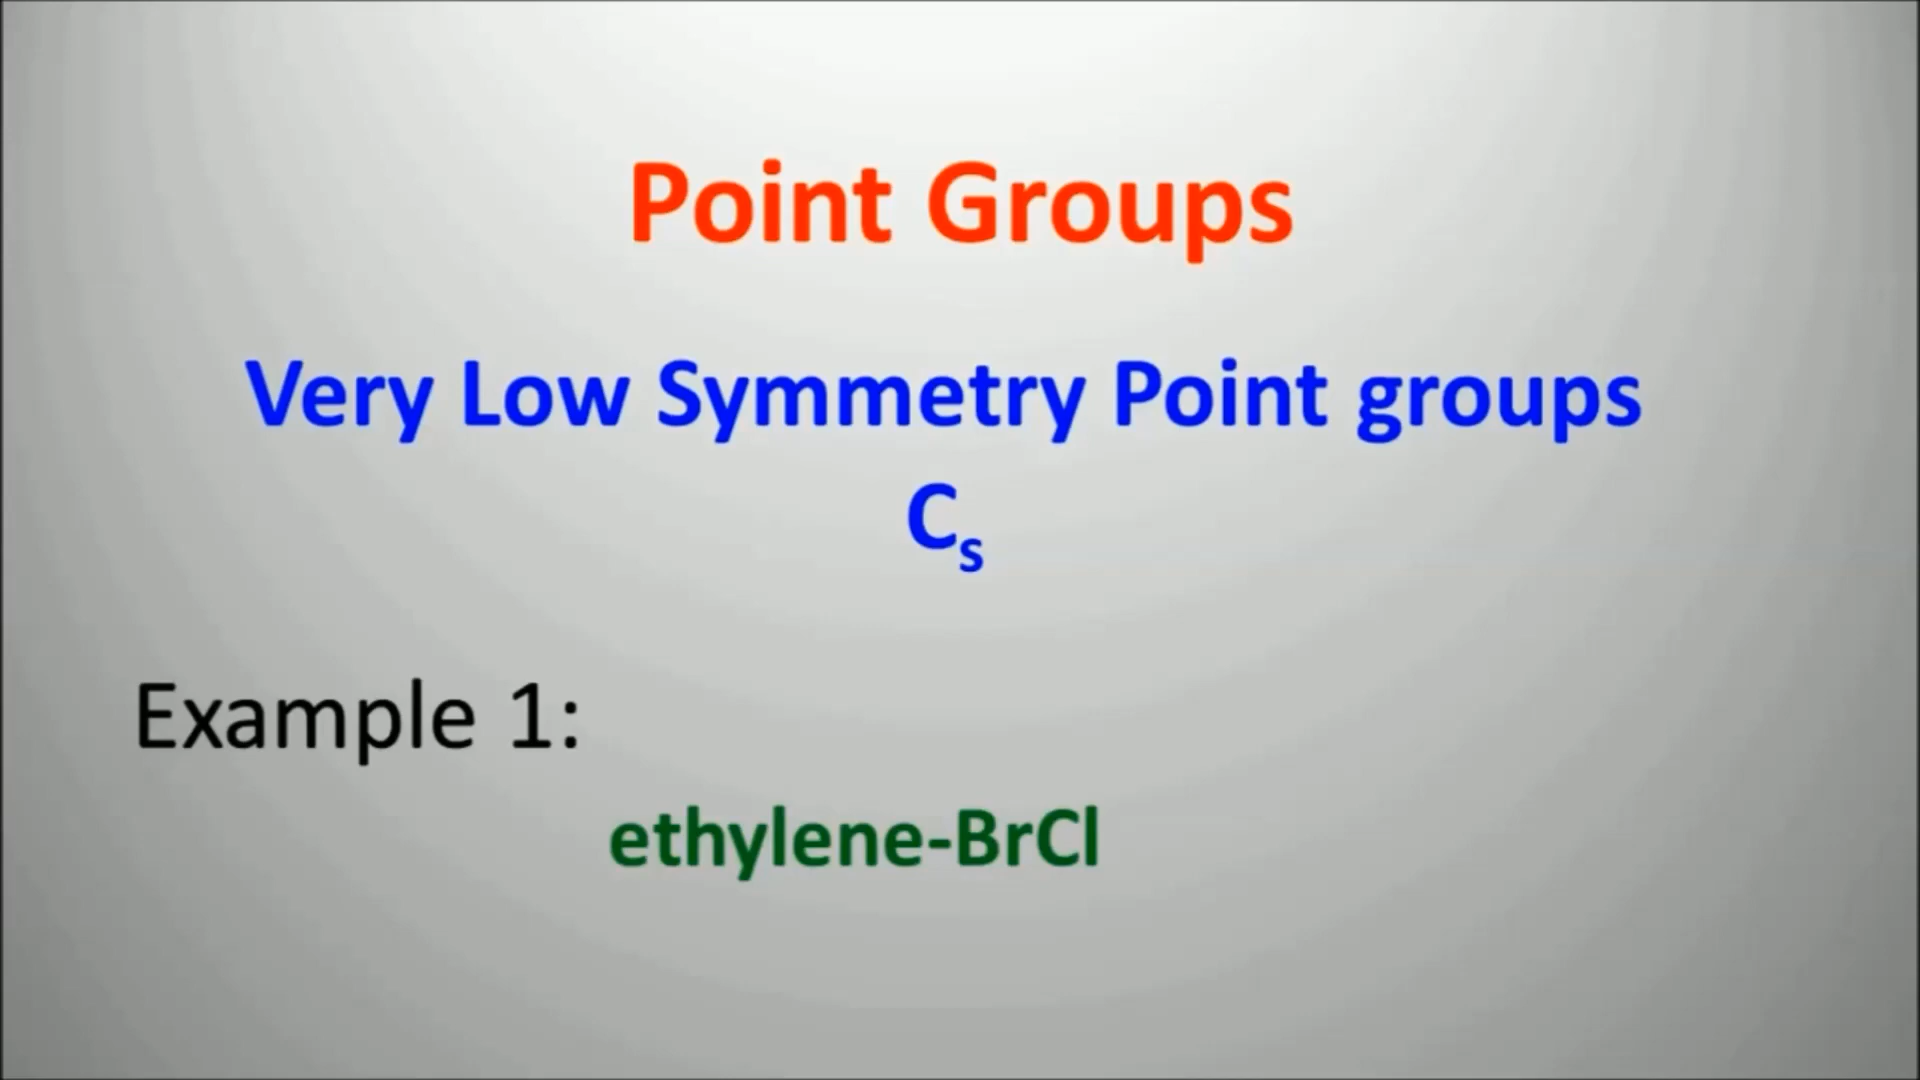 Point Groups
Very Low Symmetry Point groups
Cs
Example 1:
ethylene-BrCl